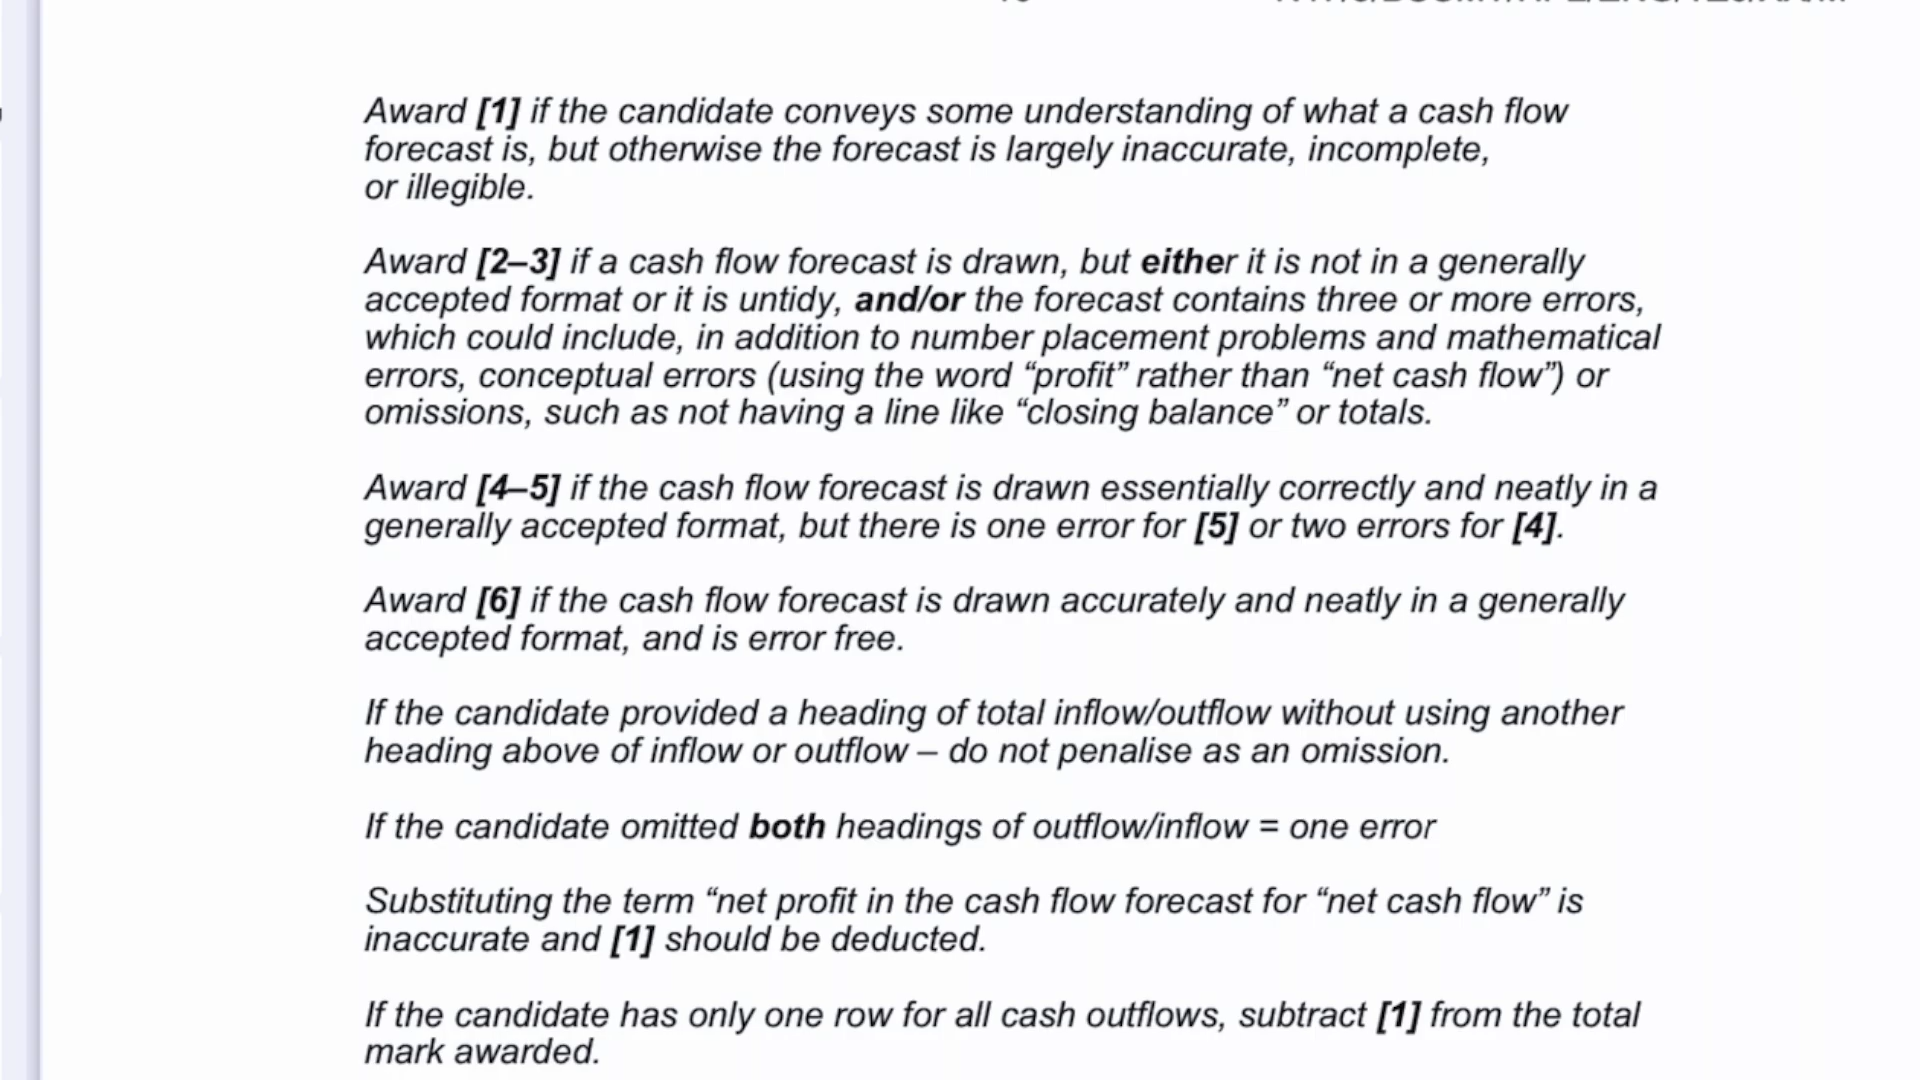 Award [1] if the candidate conveys some understanding of what a cash flow
forecast is, but otherwise the forecast is largely inaccurate, incomplete,
or illegible.
Award [2–3] if a cash flow forecast is drawn, but either it is not in a generally
accepted format or it is untidy, and/or the forecast contains three or more errors,
which could include, in addition to number placement problems and mathematical
errors, conceptual errors (using the word “profit” rather than “net cash flow”) or
omissions, such as not having a line like “closing balance” or totals.
Award [4–5] if the cash flow forecast is drawn essentially correctly and neatly in a
generally accepted format, but there is one error for [5] or two errors for [4].
Award [6] if the cash flow forecast is drawn accurately and neatly in a generally
accepted format, and is error free.
If the candidate provided a heading of total inflow/outflow without using another
heading above of inflow or outflow – do not penalise as an omission.
If the candidate omitted both headings of outflow/inflow = one error
Substituting the term “net profit in the cash flow forecast for “net cash flow” is
inaccurate and [1] should be deducted.
If the candidate has only one row for all cash outflows, subtract [1] from the total
mark awarded.